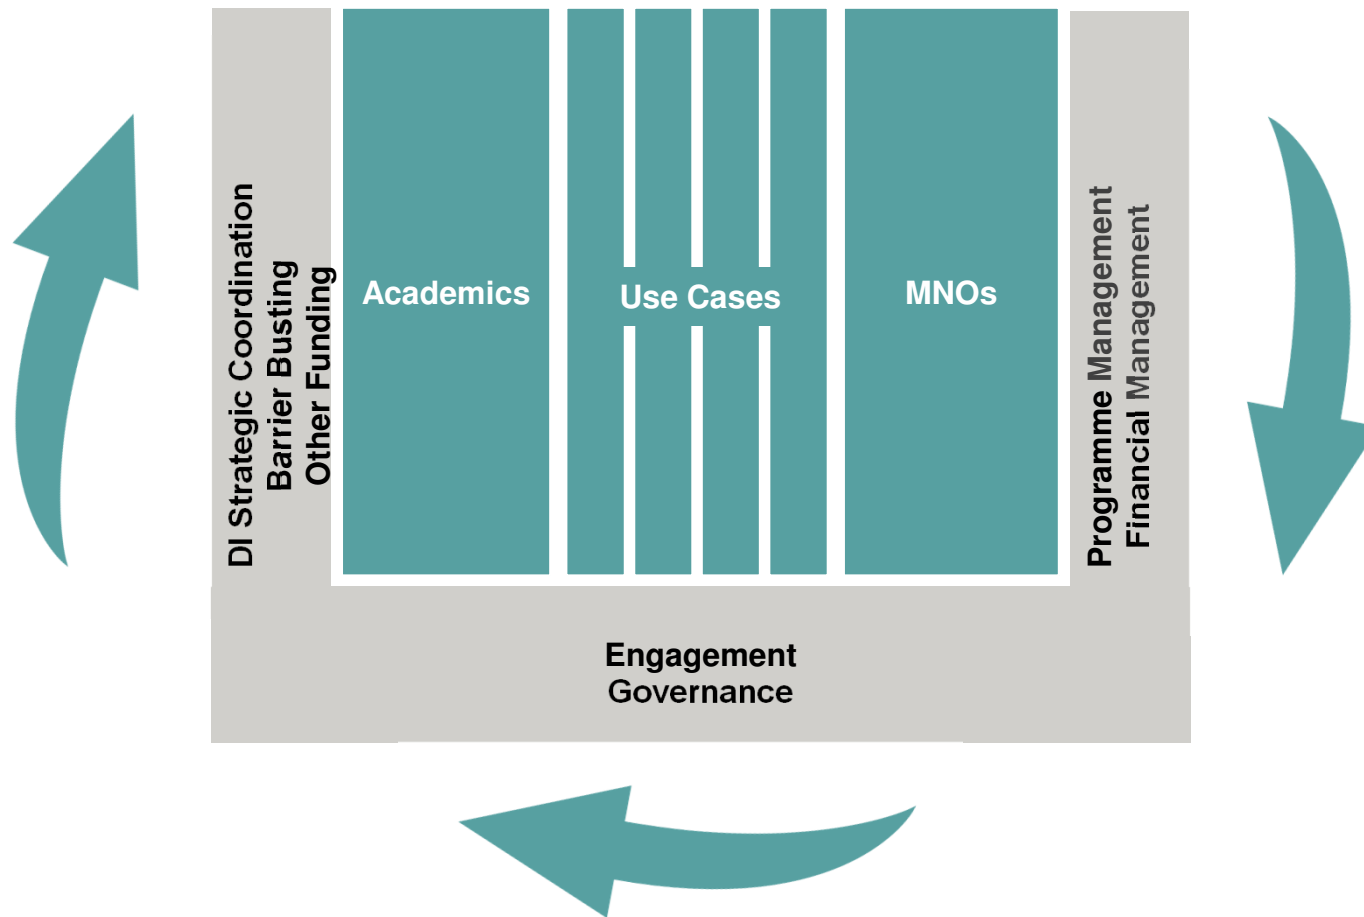 DI Strategic Coordination
Barrier Busting
Other Funding
Academics
Use Cases
MNOs
Programme Management
Financial Management
Engagement
Governance